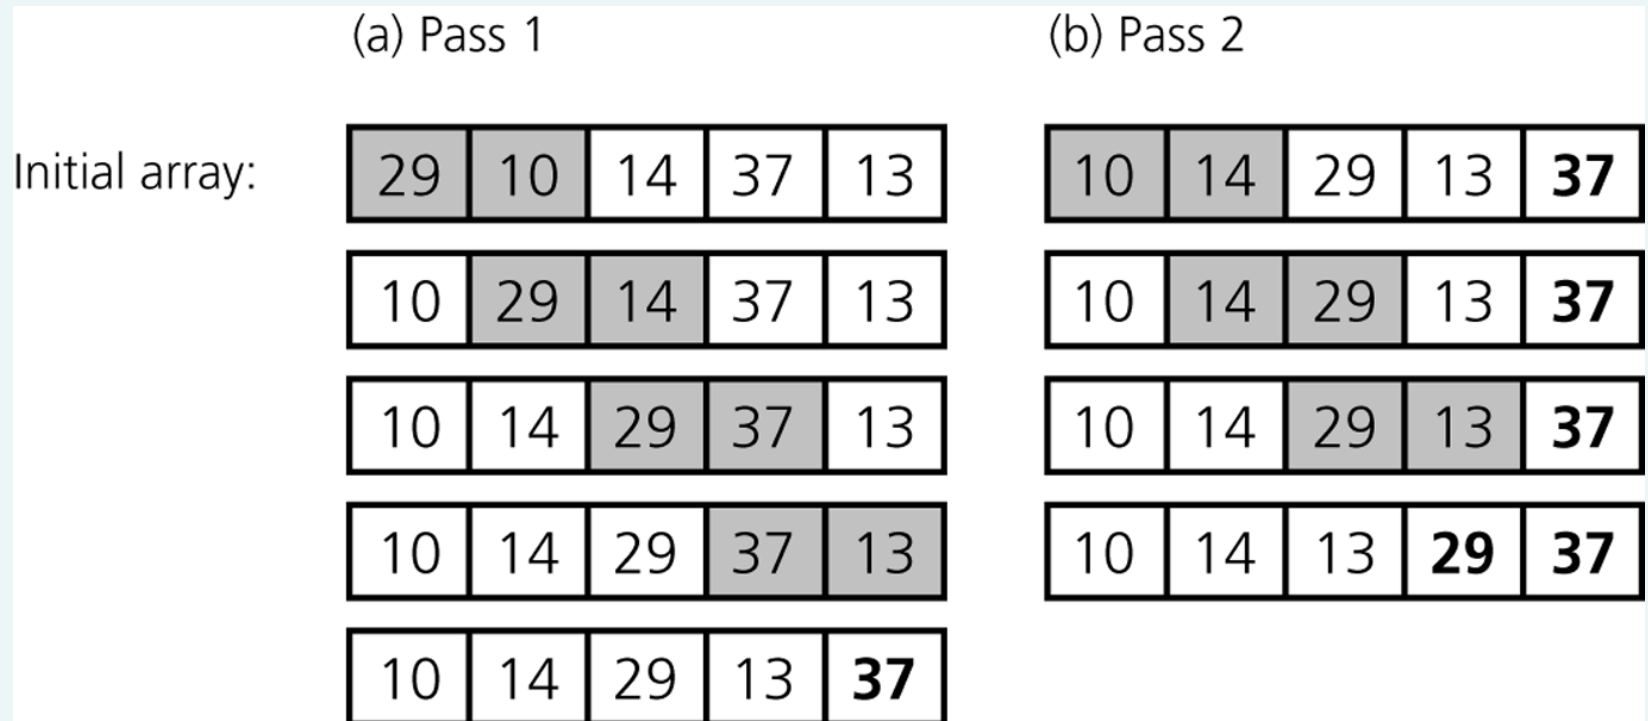 (a) Pass 1 (b) Pass 2
Initial array: 29 10 14 37 13 10 14 29 13 37
10 29 14 37 13 10 14 29 13 37
10 14 29 37 13 10 14 29 13 37
10 14 29 37 13 10 14 13 29 37
10 14 29 13 37